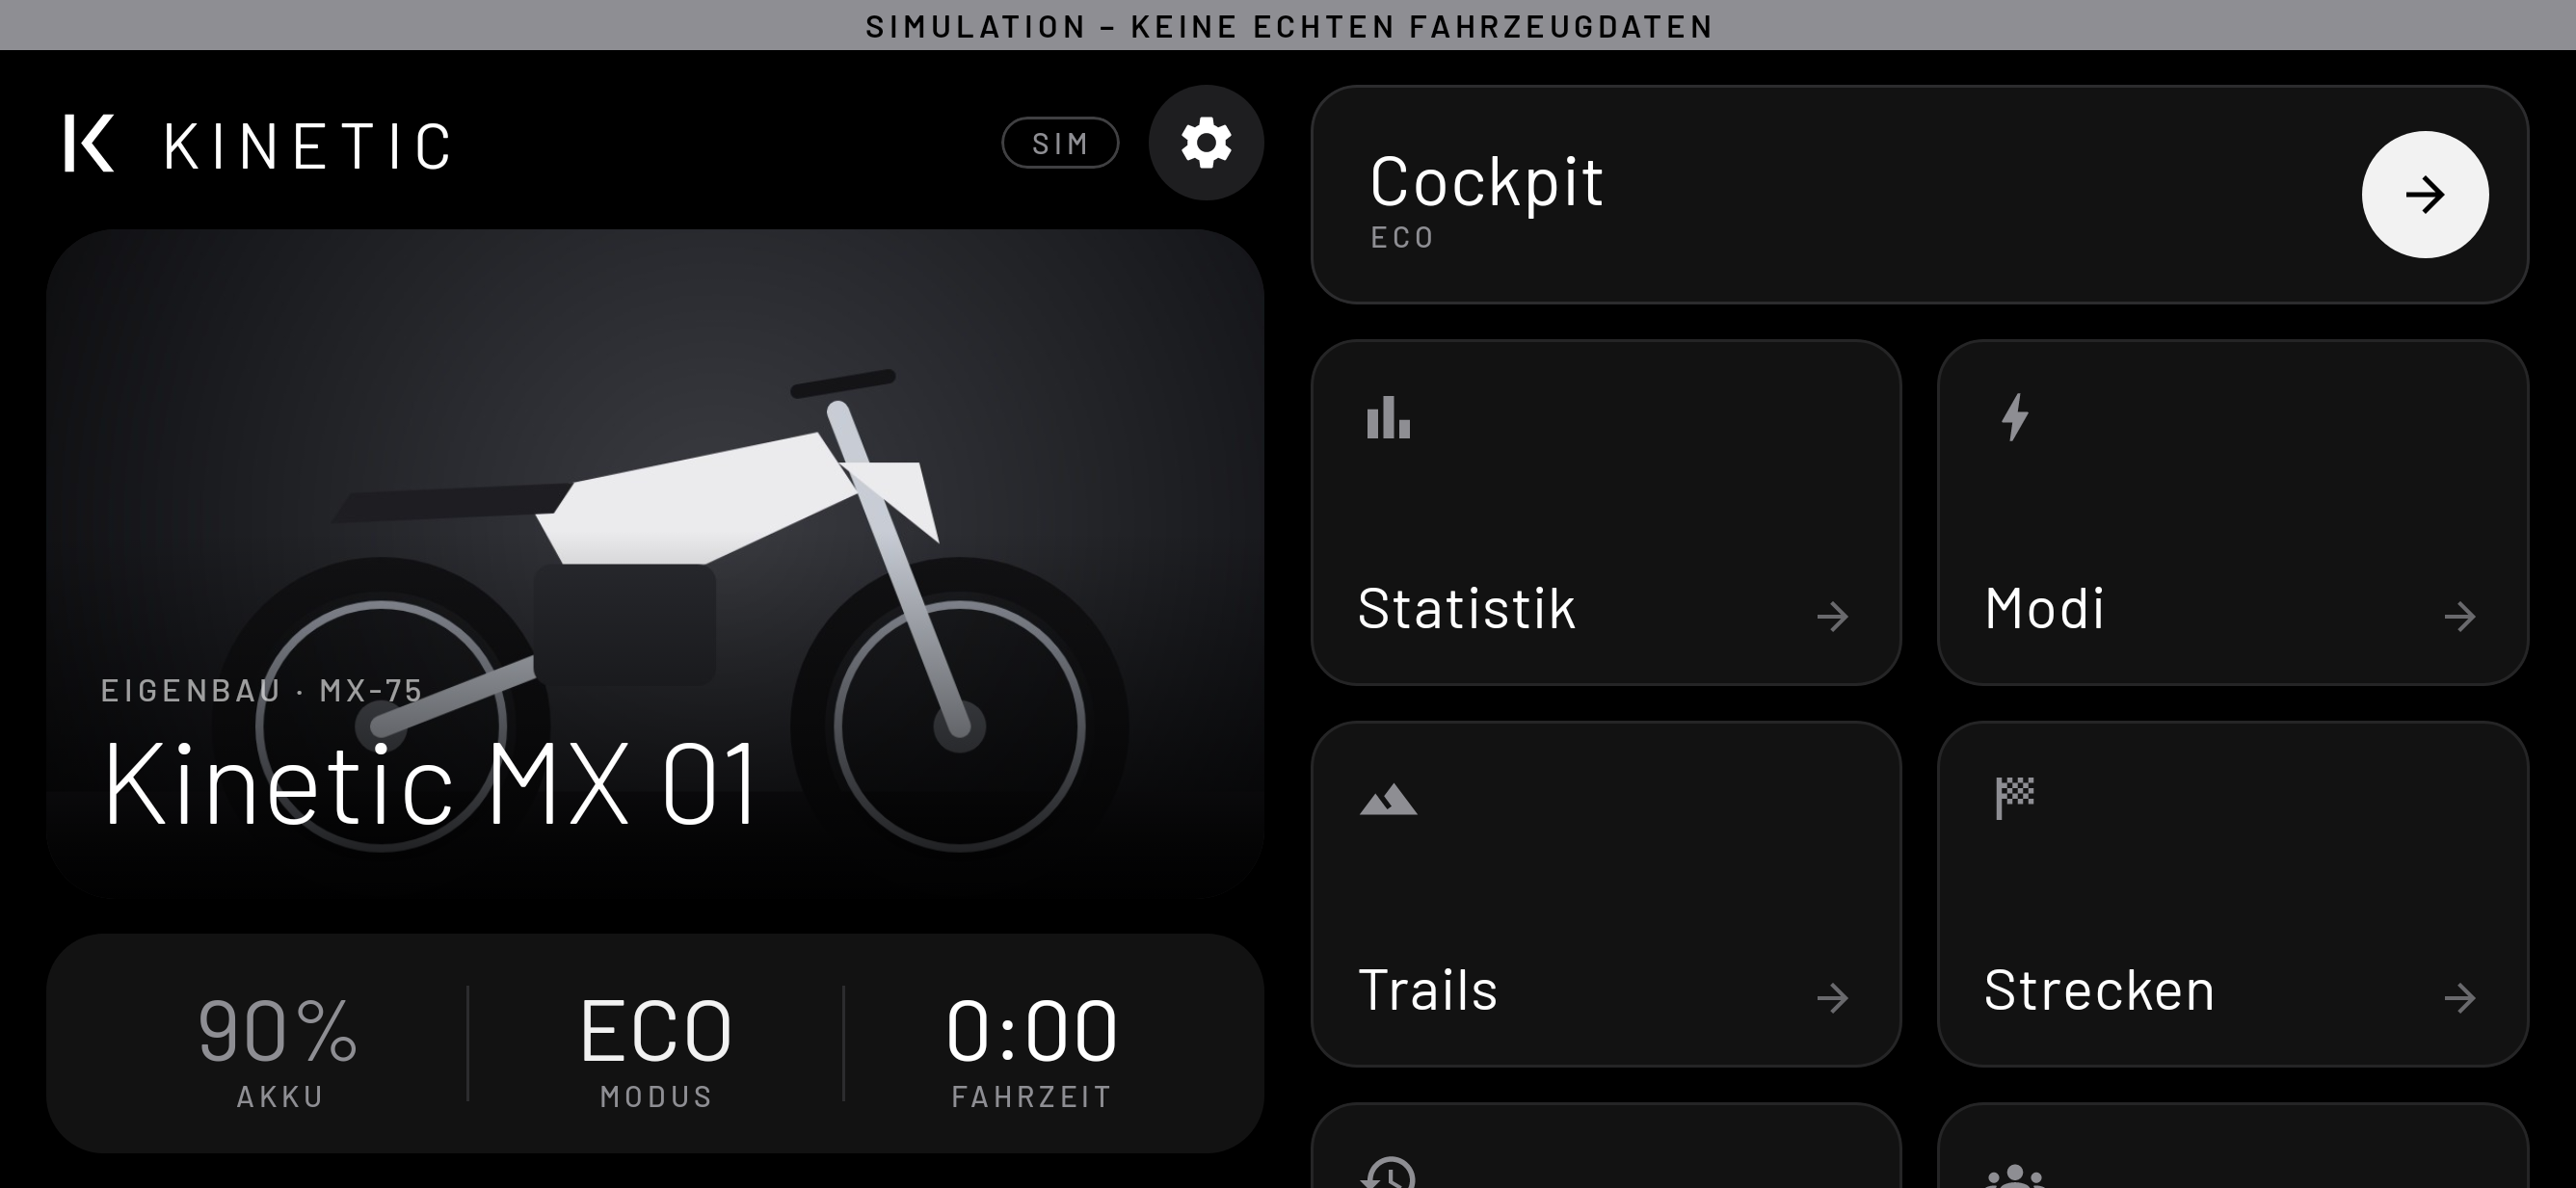 SIMULATION – KEINE ECHTEN FAHRZEUGDATEN
K KINETIC
SIM
EIGENBAU · MX-75
Kinetic MX 01
90%
AKKU
ECO
MODUS
0:00
FAHRZEIT
Cockpit
ECO
Statistik
Modi
Trails
Strecken